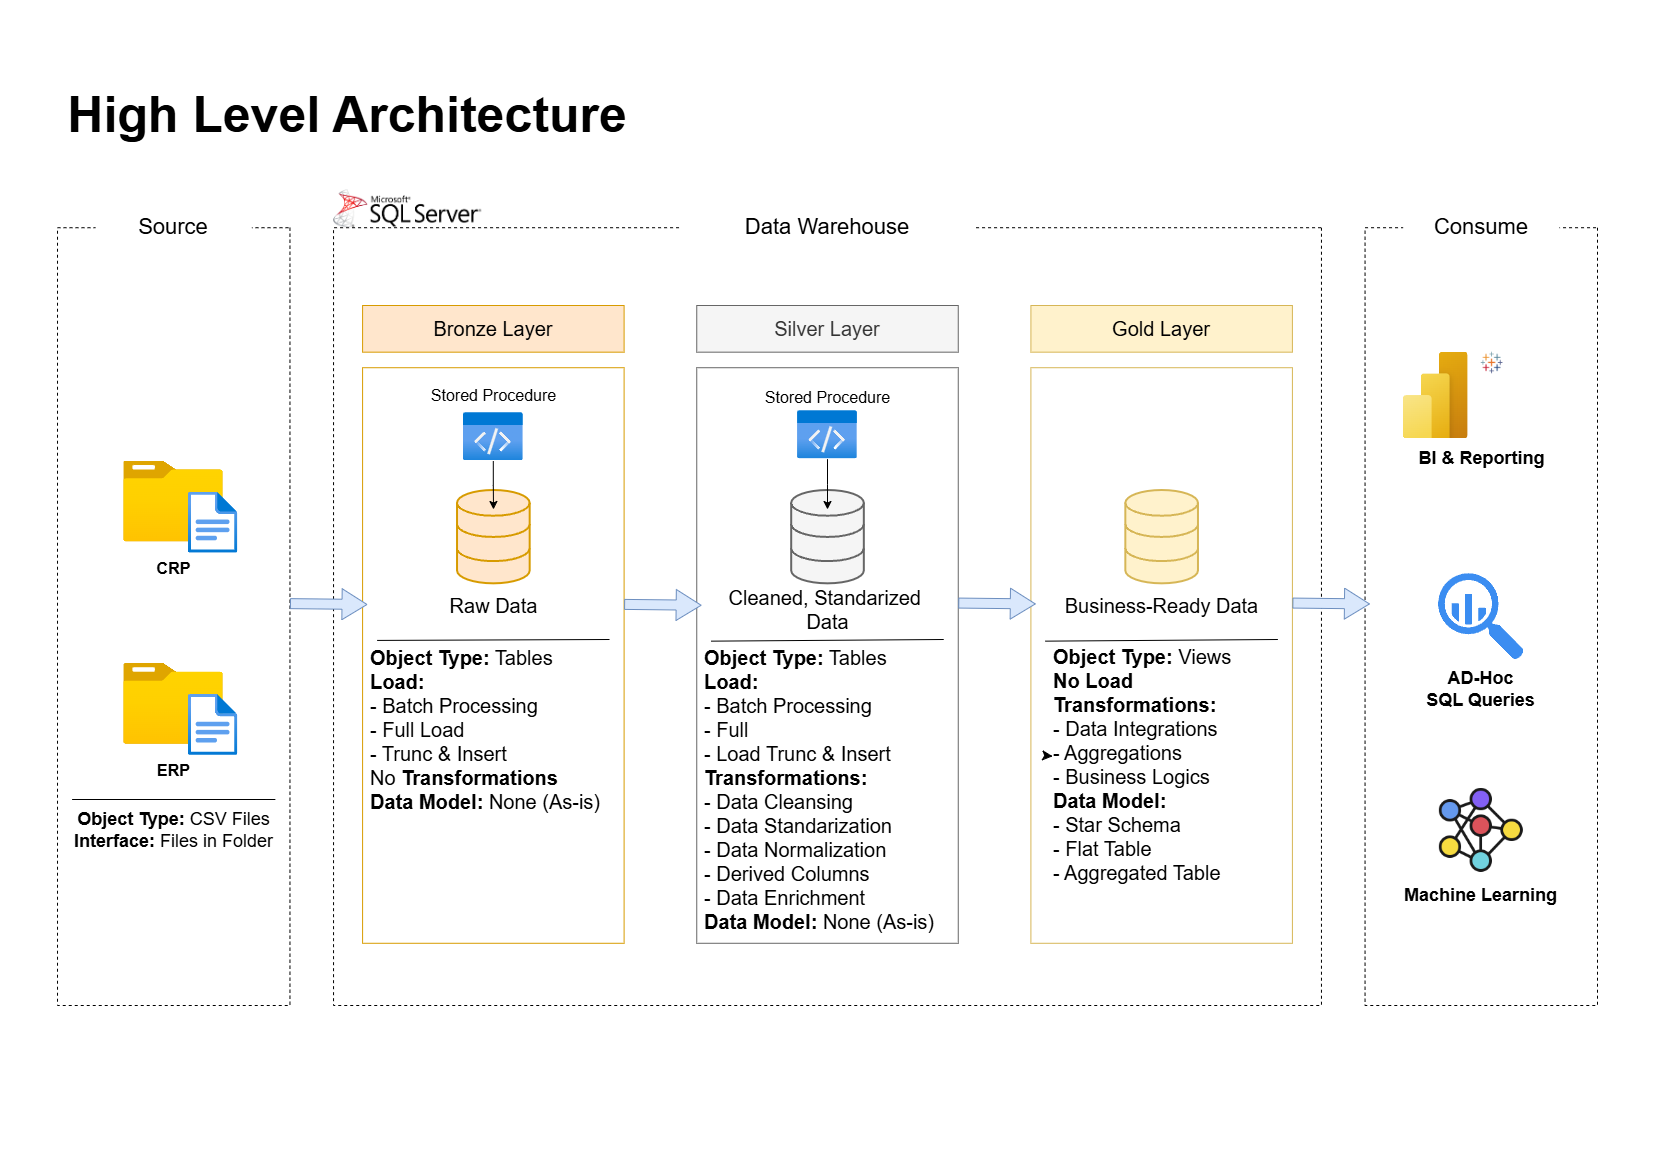 High Level Architecture
Source
Microsoft
SQL Server
Data Warehouse
Consume
Bronze Layer
Silver Layer
Gold Layer
Stored Procedure
</>
Raw Data
Object Type: Tables
Load:
- Batch Processing
- Full Load
- Trunc & Insert
No Transformations
Data Model: None (As-is)
Stored Procedure
</>
Cleaned, Standarized
Data
Object Type: Tables
Load:
- Batch Processing
- Full
- Load Trunc & Insert
Transformations:
- Data Cleansing
- Data Standarization
- Data Normalization
- Derived Columns
- Data Enrichment
Data Model: None (As-is)
Business-Ready Data
Object Type: Views
No Load
Transformations:
- Data Integrations
- Aggregations
- Business Logics
Data Model:
- Star Schema
- Flat Table
- Aggregated Table
CRP
ERP
Object Type: CSV Files
Interface: Files in Folder
BI & Reporting
AD-Hoc
SQL Queries
Machine Learning